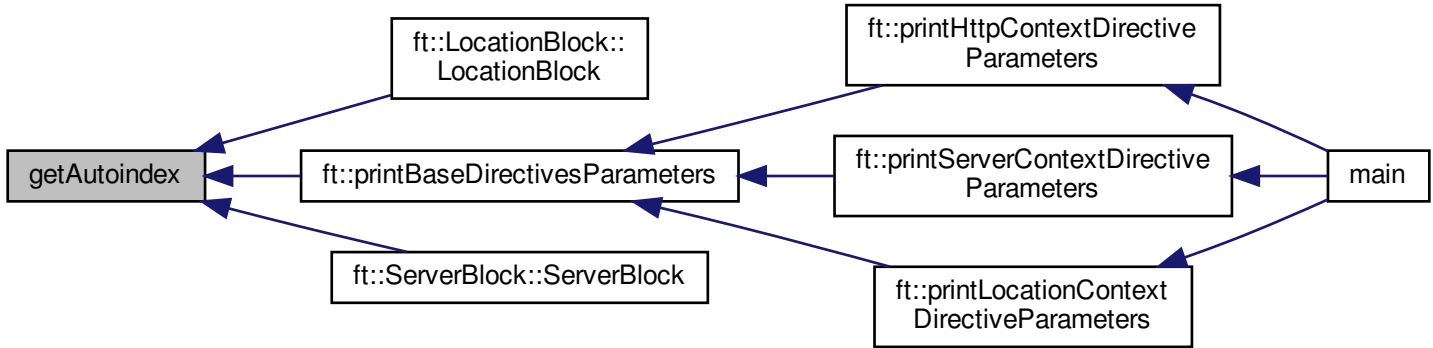 getAutoindex
ft::LocationBlock::
LocationBlock
ft::printBaseDirectivesParameters
ft::ServerBlock::ServerBlock
ft::printHttpContextDirective
Parameters
ft::printServerContextDirective
Parameters
ft::printLocationContext
DirectiveParameters
main